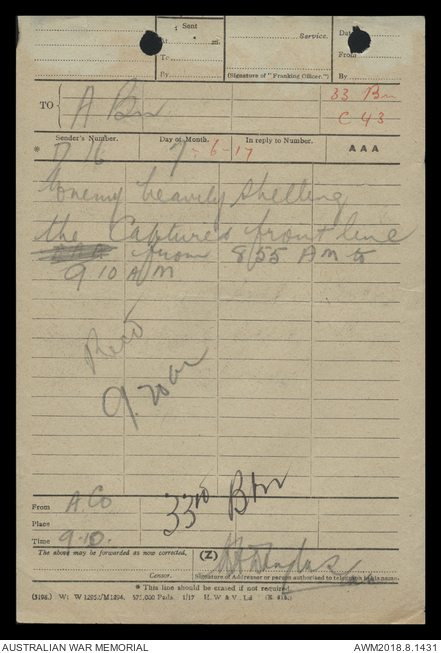 Sent
Service.
Date
At m.
To
From
By
(Signature of "Franking Officer.")
By
TO A Bn
33 Bn
C 43
Sender's Number.
Day of Month.
In reply to Number.
AAA
* D 16
7-6-17
Enemy heavily shelling
the Captured front line
from 8/55 AM to
9 10 AM
Recd
9.20 am
From A. Co
33rd Btn
Place
Time 9.10.
The above may be forwarded as now corrected.
(Z)
Censor.
Signature of Addressor or person authorised to telegraph in his name.
* This line should be erased if not required.
AUSTRALIAN WAR MEMORIAL
AWM2018.8.1431